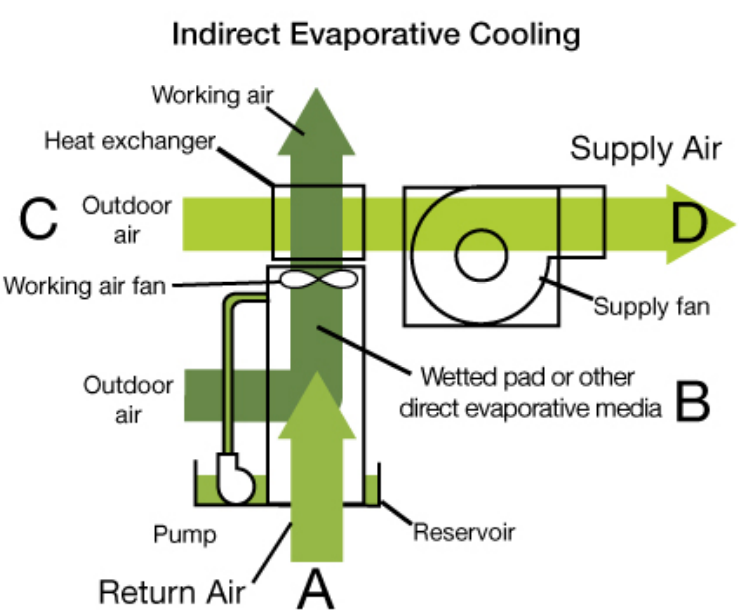 Indirect Evaporative Cooling
Working air
Heat exchanger
Supply Air
C
Outdoor
air
D
Working air fan
Supply fan
Outdoor
air
Wetted pad or other
direct evaporative media
B
Pump
Reservoir
Return Air
A